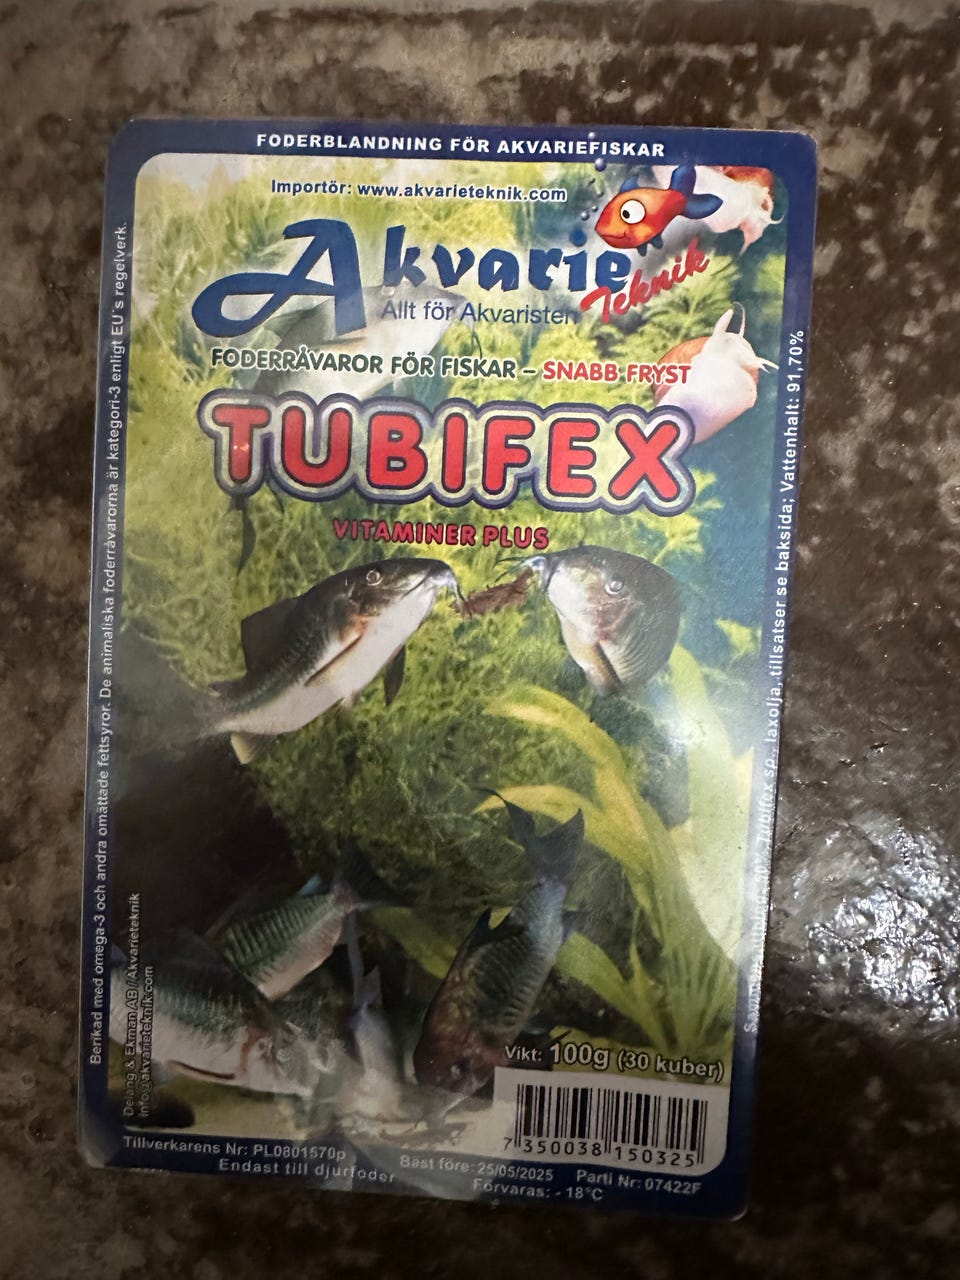 FODERBLANDNING FÖR AKVARIEFISKAR
Importör: www.akvarieteknik.com
Akvarie
Teknik
Allt för Akvaristen
FODERRÅVAROR FÖR FISKAR – SNABB FRYST
TUBIFEX
VITAMINER PLUS
Berikad med omega-3 och andra omättade fettsyror. De animaliska foderråvarorna är kategori-3 enligt EU´s regelverk.
Tubifex sp., laxolja, tillsatser se baksida; Vattenhalt: 91,70%
Delang & Ekman AB / Akvarieteknik
info@akvarieteknik.com
Vikt: 100g (30 kuber)
7 350038 150325
Tillverkarens Nr: PL0801570p
Endast till djurfoder
Bäst före: 25/05/2025 Parti Nr: 07422F
Förvaras: - 18°C